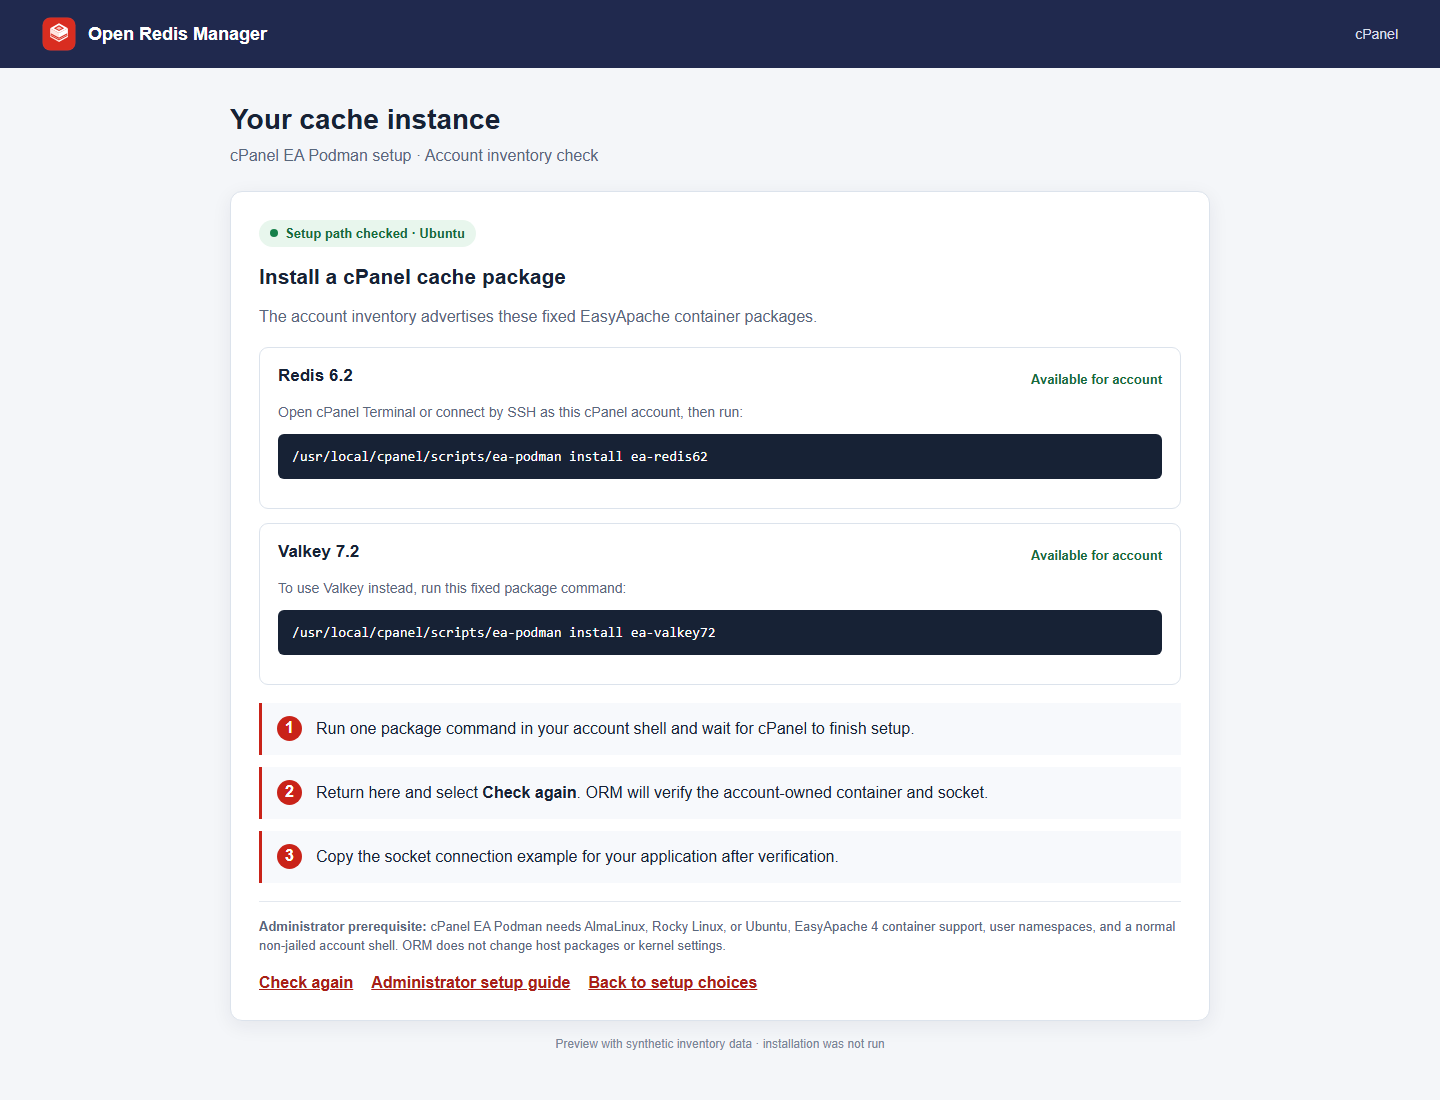 Open Redis Manager
cPanel
Your cache instance
cPanel EA Podman setup · Account inventory check
Setup path checked · Ubuntu
Install a cPanel cache package
The account inventory advertises these fixed EasyApache container packages.
Redis 6.2
Available for account
Open cPanel Terminal or connect by SSH as this cPanel account, then run:
/usr/local/cpanel/scripts/ea-podman install ea-redis62
Valkey 7.2
Available for account
To use Valkey instead, run this fixed package command:
/usr/local/cpanel/scripts/ea-podman install ea-valkey72
1 Run one package command in your account shell and wait for cPanel to finish setup.
2 Return here and select Check again. ORM will verify the account-owned container and socket.
3 Copy the socket connection example for your application after verification.
Administrator prerequisite: cPanel EA Podman needs AlmaLinux, Rocky Linux, or Ubuntu, EasyApache 4 container support, user namespaces, and a normal
non-jailed account shell. ORM does not change host packages or kernel settings.
Check again Administrator setup guide Back to setup choices
Preview with synthetic inventory data · installation was not run